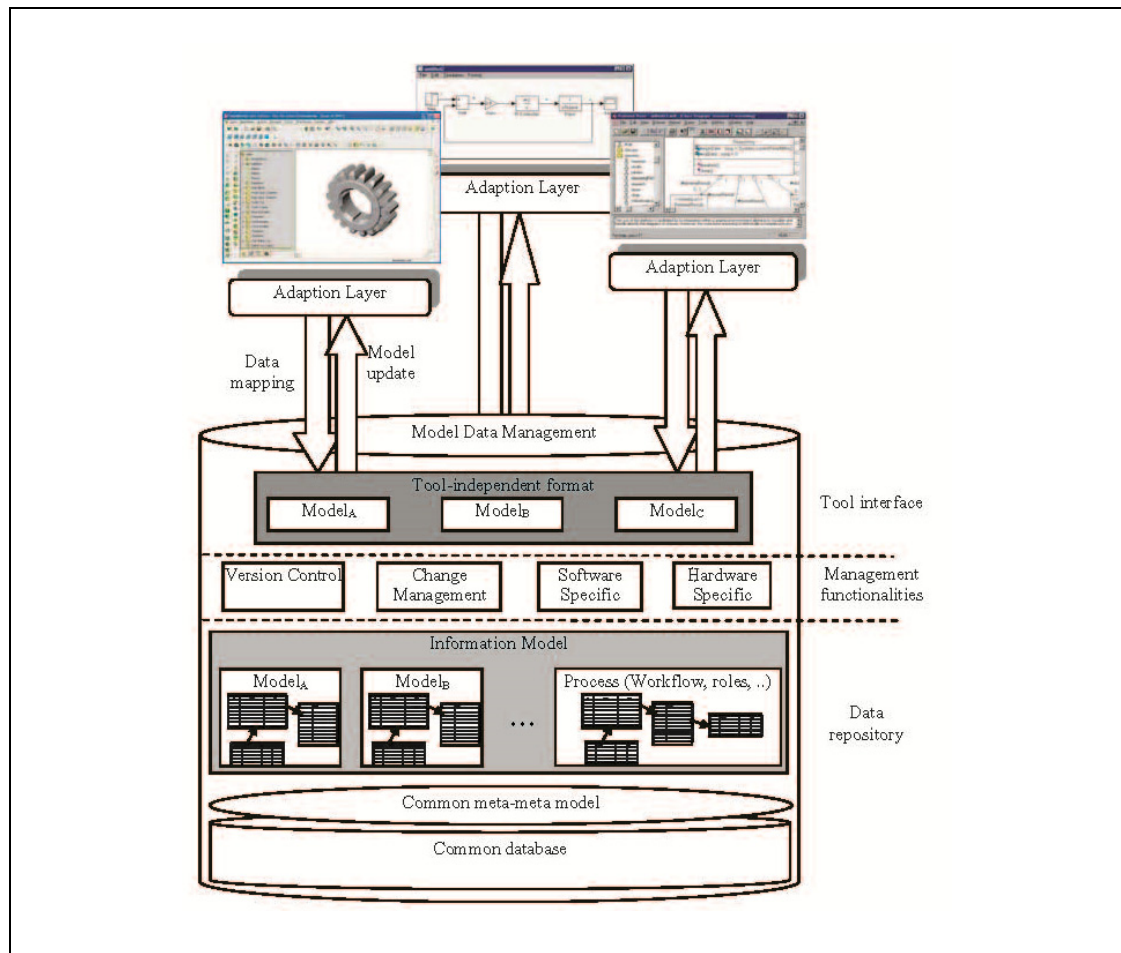 Adaption Layer
Adaption Layer
Adaption Layer
Data
mapping
Model
update
Model Data Management
Tool-independent format
ModelA
ModelB
ModelC
Tool interface
Version Control
Change
Management
Software
Specific
Hardware
Specific
Management
functionalities
Information Model
ModelA
ModelB
...
Process (Workflow, roles, ..)
Data
repository
Common meta-meta model
Common database